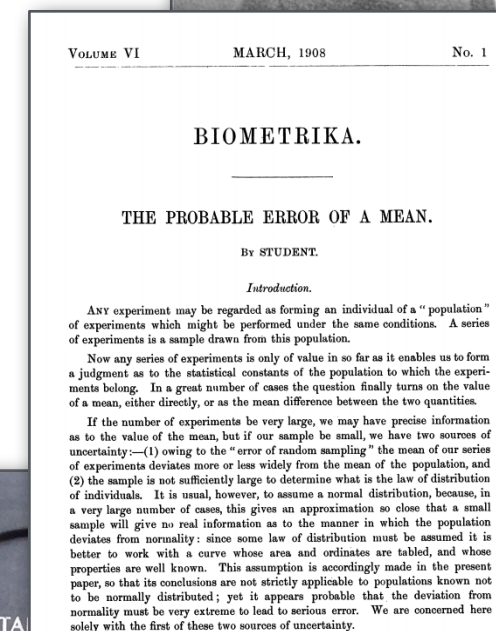 VOLUME VI MARCH, 1908 No. 1
BIOMETRIKA.
THE PROBABLE ERROR OF A MEAN.
BY STUDENT.
Introduction.
ANY experiment may be regarded as forming an individual of a "population"
of experiments which might be performed under the same conditions. A series
of experiments is a sample drawn from this population.
Now any series of experiments is only of value in so far as it enables us to form
a judgment as to the statistical constants of the population to which the experi-
ments belong. In a great number of cases the question finally turns on the value
of a mean, either directly, or as the mean difference between the two quantities.
If the number of experiments be very large, we may have precise information
as to the value of the mean, but if our sample be small, we have two sources of
uncertainty:—(1) owing to the "error of random sampling" the mean of our series
of experiments deviates more or less widely from the mean of the population, and
(2) the sample is not sufficiently large to determine what is the law of distribution
of individuals. It is usual, however, to assume a normal distribution, because, in
a very large number of cases, this gives an approximation so close that a small
sample will give no real information as to the manner in which the population
deviates from normality: since some law of distribution must be assumed it is
better to work with a curve whose area and ordinates are tabled, and whose
properties are well known. This assumption is accordingly made in the present
paper, so that its conclusions are not strictly applicable to populations known not
to be normally distributed; yet it appears probable that the deviation from
normality must be very extreme to lead to serious error. We are concerned here
solely with the first of these two sources of uncertainty.
TA